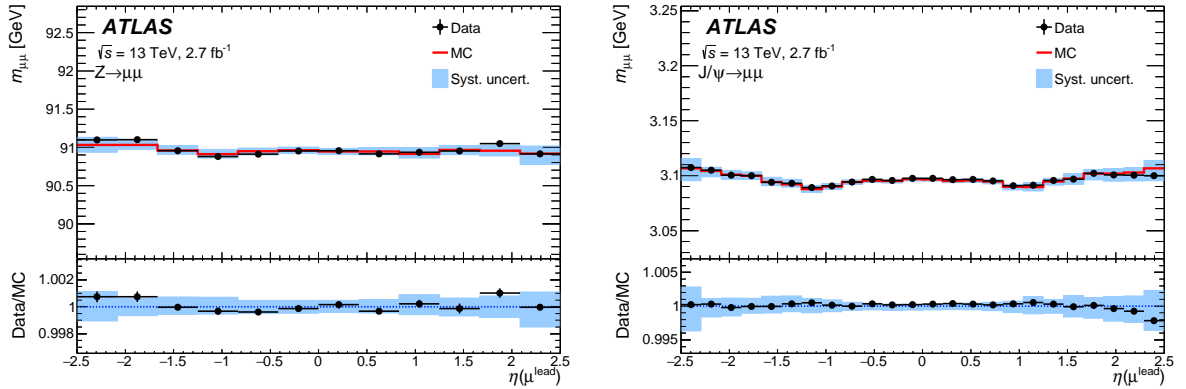 ATLAS
√s = 13 TeV, 2.7 fb⁻¹
Z→μμ
Data
MC
Syst. uncert.
m_μμ [GeV]
92.5
92
91.5
91
90.5
90
Data/MC
1.002
1
0.998
−2.5 −2 −1.5 −1 −0.5 0 0.5 1 1.5 2 2.5
η(μ^lead)
ATLAS
√s = 13 TeV, 2.7 fb⁻¹
J/ψ→μμ
Data
MC
Syst. uncert.
m_μμ [GeV]
3.25
3.2
3.15
3.1
3.05
Data/MC
1.005
1
0.995
−2.5 −2 −1.5 −1 −0.5 0 0.5 1 1.5 2 2.5
η(μ^lead)